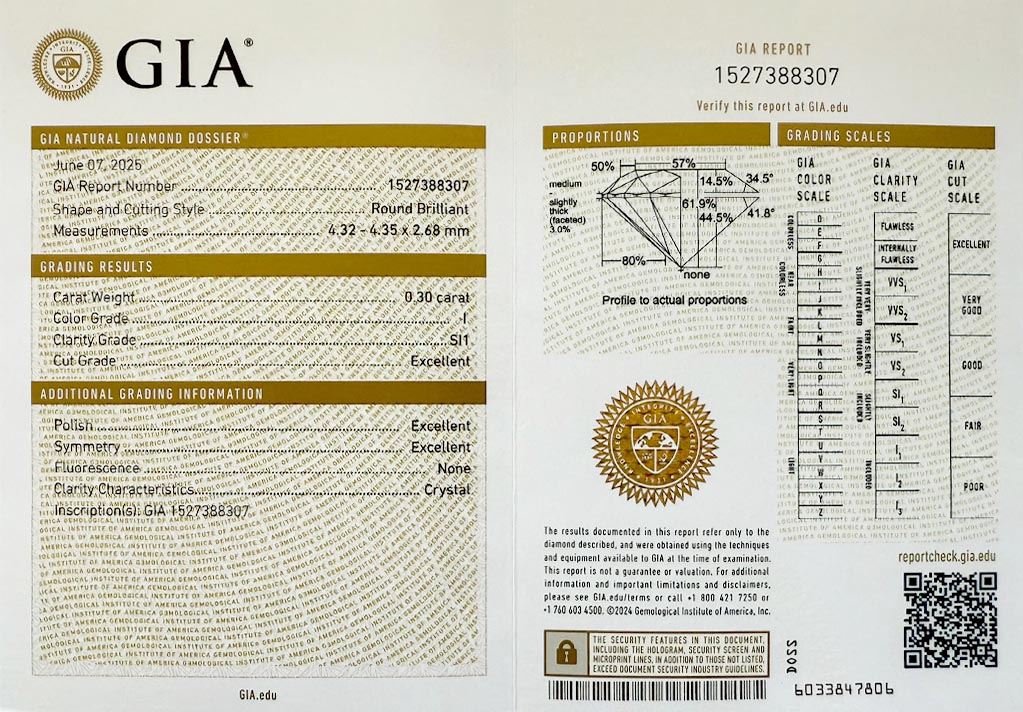 GIA®
GIA NATURAL DIAMOND DOSSIER®
June 07, 2025
GIA Report Number 1527388307
Shape and Cutting Style Round Brilliant
Measurements 4.32 - 4.35 x 2.68 mm
GRADING RESULTS
Carat Weight 0.30 carat
Color Grade I
Clarity Grade SI1
Cut Grade Excellent
ADDITIONAL GRADING INFORMATION
Polish Excellent
Symmetry Excellent
Fluorescence None
Clarity Characteristics Crystal
Inscription(s): GIA 1527388307
GIA.edu
GIA REPORT
1527388307
Verify this report at GIA.edu
PROPORTIONS
50%
57%
14.5%
34.5°
medium
-
slightly
thick
(faceted)
3.0%
61.9%
44.5%
41.8°
80%
none
Profile to actual proportions
GIA
The results documented in this report refer only to the
diamond described, and were obtained using the techniques
and equipment available to GIA at the time of examination.
This report is not a guarantee or valuation. For additional
information and important limitations and disclaimers,
please see GIA.edu/terms or call +1 800 421 7250 or
+1 760 603 4500. ©2024 Gemological Institute of America, Inc.
THE SECURITY FEATURES IN THIS DOCUMENT,
INCLUDING THE HOLOGRAM, SECURITY SCREEN AND
MICROPRINT LINES, IN ADDITION TO THOSE NOT LISTED,
EXCEED DOCUMENT SECURITY INDUSTRY GUIDELINES.
GRADING SCALES
GIA
COLOR
SCALE
COLORLESS
NEAR
COLORLESS
FAINT
VERY LIGHT
LIGHT
D
E
F
G
H
I
J
K
L
M
N
O
P
Q
R
S
T
U
V
W
X
Y
Z
GIA
CLARITY
SCALE
FLAWLESS
INTERNALLY
FLAWLESS
VERY VERY
SLIGHTLY INCLUDED
VVS1
VVS2
VERY SLIGHTLY
INCLUDED
VS1
VS2
SLIGHTLY
INCLUDED
SI1
SI2
INCLUDED
I1
I2
I3
GIA
CUT
SCALE
EXCELLENT
VERY
GOOD
GOOD
FAIR
POOR
reportcheck.gia.edu
6033847806